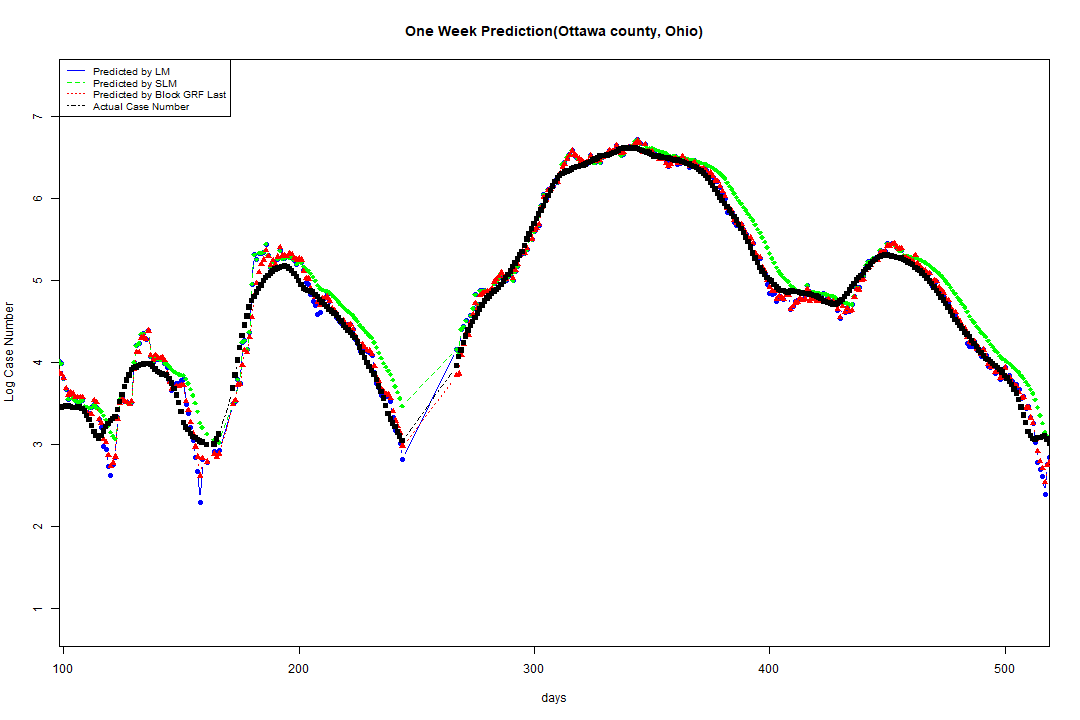 One Week Prediction(Ottawa county, Ohio)
Predicted by LM
Predicted by SLM
Predicted by Block GRF Last
Actual Case Number
Log Case Number
7
6
5
4
3
2
1
100 200 300 400 500
days